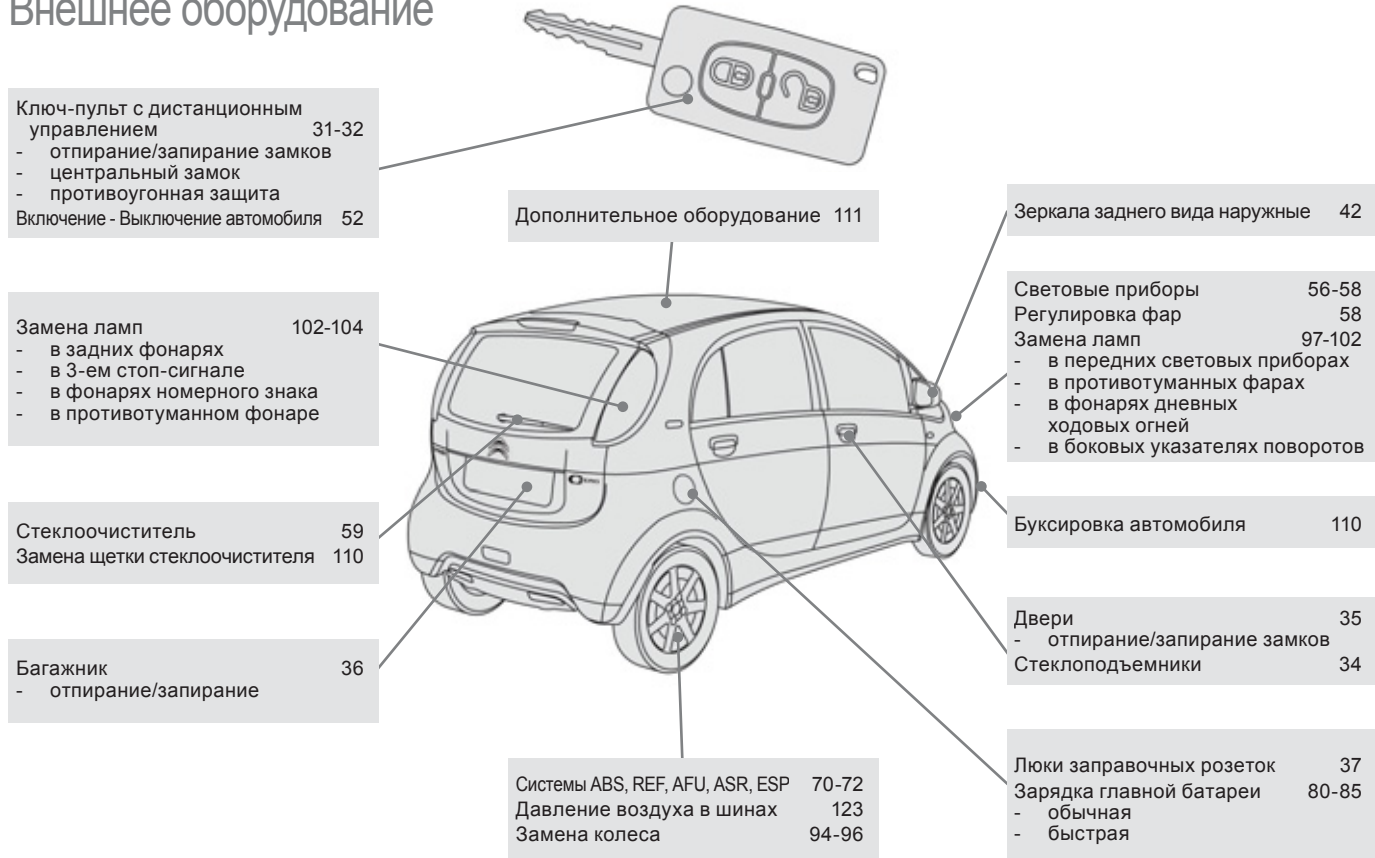 Внешнее оборудование
Ключ-пульт с дистанционным
управлением 31-32
- отпирание/запирание замков
- центральный замок
- противоугонная защита
Включение - Выключение автомобиля 52
Дополнительное оборудование 111
Зеркала заднего вида наружные 42
Замена ламп 102-104
- в задних фонарях
- в 3-ем стоп-сигнале
- в фонарях номерного знака
- в противотуманном фонаре
Световые приборы 56-58
Регулировка фар 58
Замена ламп 97-102
- в передних световых приборах
- в противотуманных фарах
- в фонарях дневных
ходовых огней
- в боковых указателях поворотов
Стеклоочиститель 59
Замена щетки стеклоочистителя 110
Буксировка автомобиля 110
Багажник 36
- отпирание/запирание
Двери 35
- отпирание/запирание замков
Стеклоподъемники 34
Системы ABS, REF, AFU, ASR, ESP 70-72
Давление воздуха в шинах 123
Замена колеса 94-96
Люки заправочных розеток 37
Зарядка главной батареи 80-85
- обычная
- быстрая